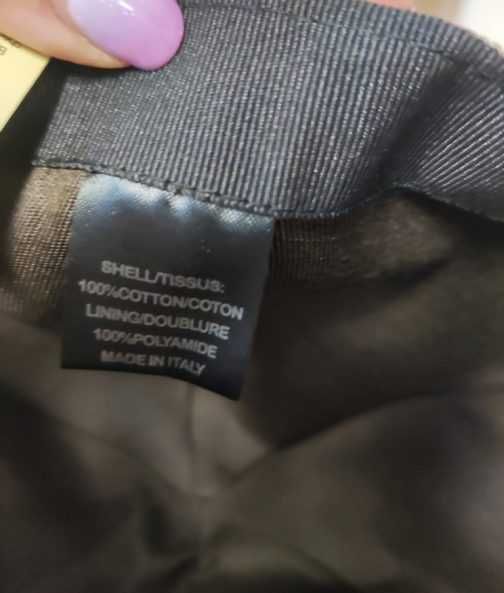 SHELL/TISSUS:
100%COTTON/COTON
LINING/DOUBLURE
100%POLYAMIDE
MADE IN ITALY